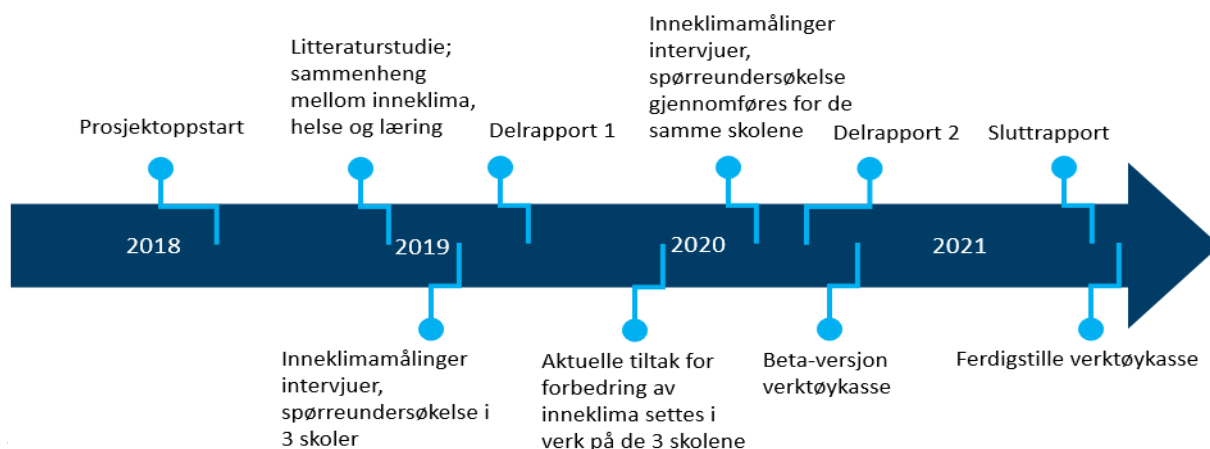 Prosjektoppstart
Litteraturstudie;
sammenheng
mellom inneklima,
helse og læring
Delrapport 1
Inneklimamålinger
intervjuer,
spørreundersøkelse
gjennomføres for de
samme skolene
Delrapport 2
Sluttrapport
2018
2019
2020
2021
Inneklimamålinger
intervjuer,
spørreundersøkelse i
3 skoler
Aktuelle tiltak for
forbedring av
inneklima settes i
verk på de 3 skolene
Beta-versjon
verktøykasse
Ferdigstille verktøykasse